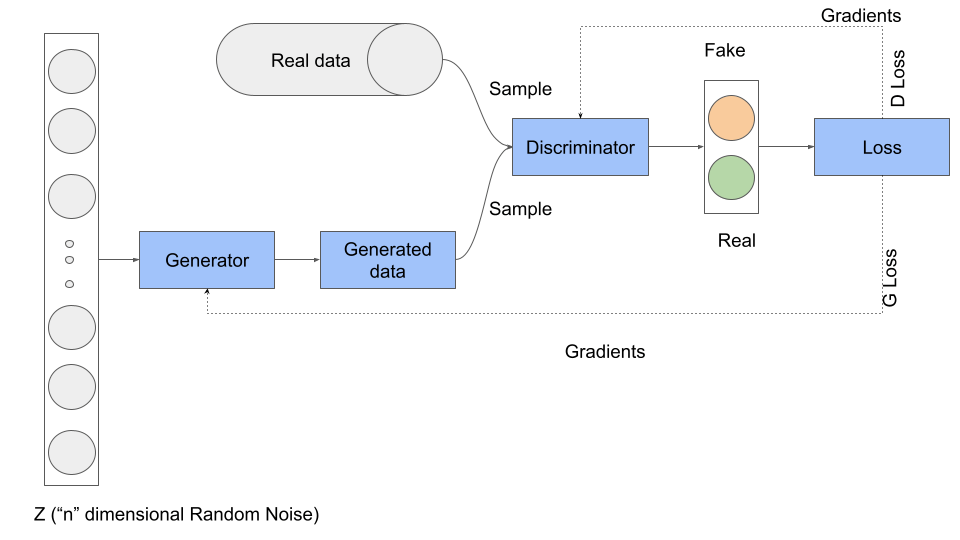 Gradients
Real data
Fake
D Loss
Sample
Discriminator
Loss
Sample
Real
Generator
Generated
data
G Loss
Gradients
Z (“n” dimensional Random Noise)